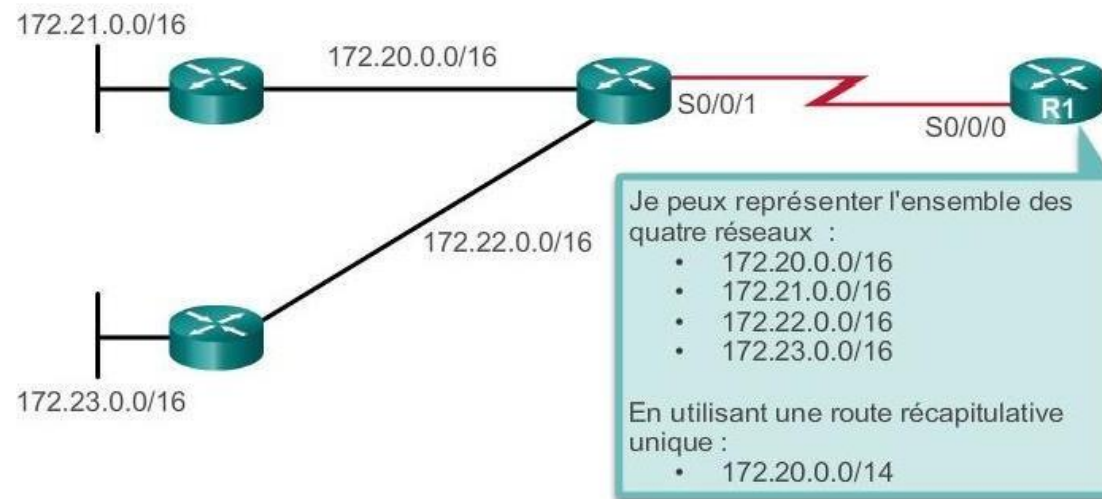 172.21.0.0/16
172.20.0.0/16
S0/0/1
S0/0/0
R1
172.22.0.0/16
172.23.0.0/16
Je peux représenter l'ensemble des
quatre réseaux :
• 172.20.0.0/16
• 172.21.0.0/16
• 172.22.0.0/16
• 172.23.0.0/16
En utilisant une route récapitulative
unique :
• 172.20.0.0/14